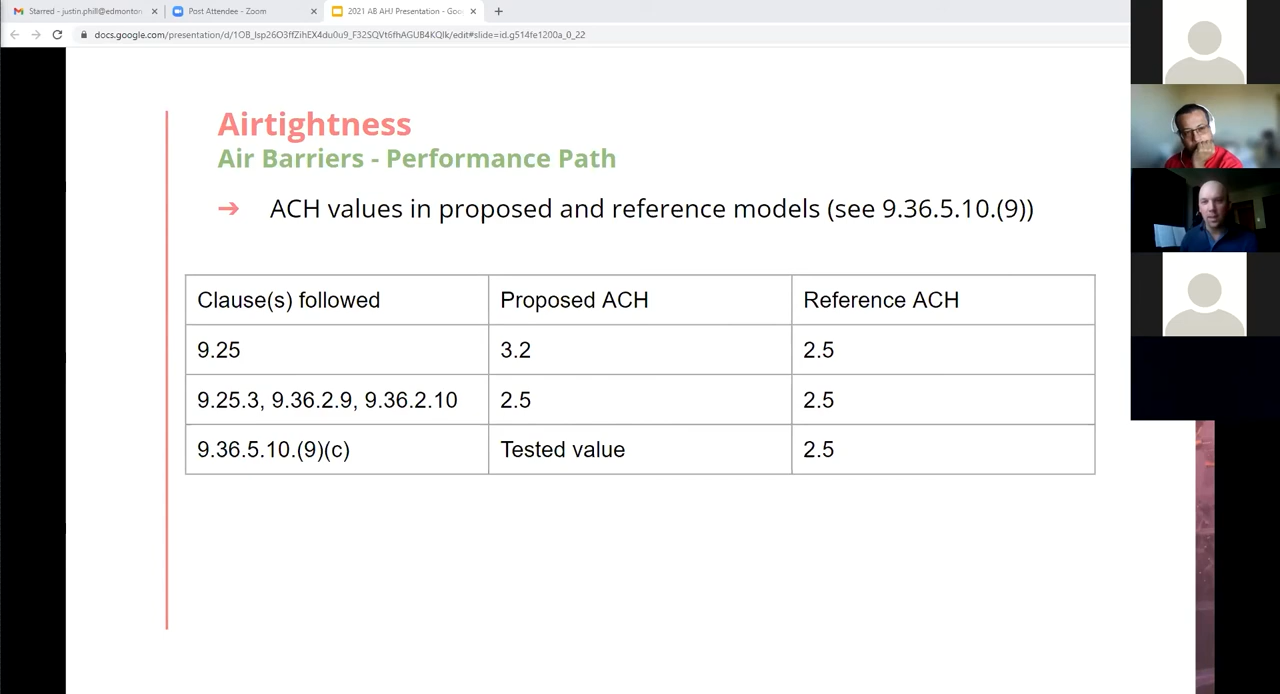 Starred - justin.phill@edmonton
Post Attendee - Zoom
2021 AB AHJ Presentation - Goo
docs.google.com/presentation/d/1OB_Isp26O3ffZihEX4du0u9_F32SQVt6fhAGUB4KQIk/edit#slide=id.g514fe1200a_0_22
Airtightness
Air Barriers - Performance Path
➔ ACH values in proposed and reference models (see 9.36.5.10.(9))
Clause(s) followed Proposed ACH Reference ACH
9.25 3.2 2.5
9.25.3, 9.36.2.9, 9.36.2.10 2.5 2.5
9.36.5.10.(9)(c) Tested value 2.5